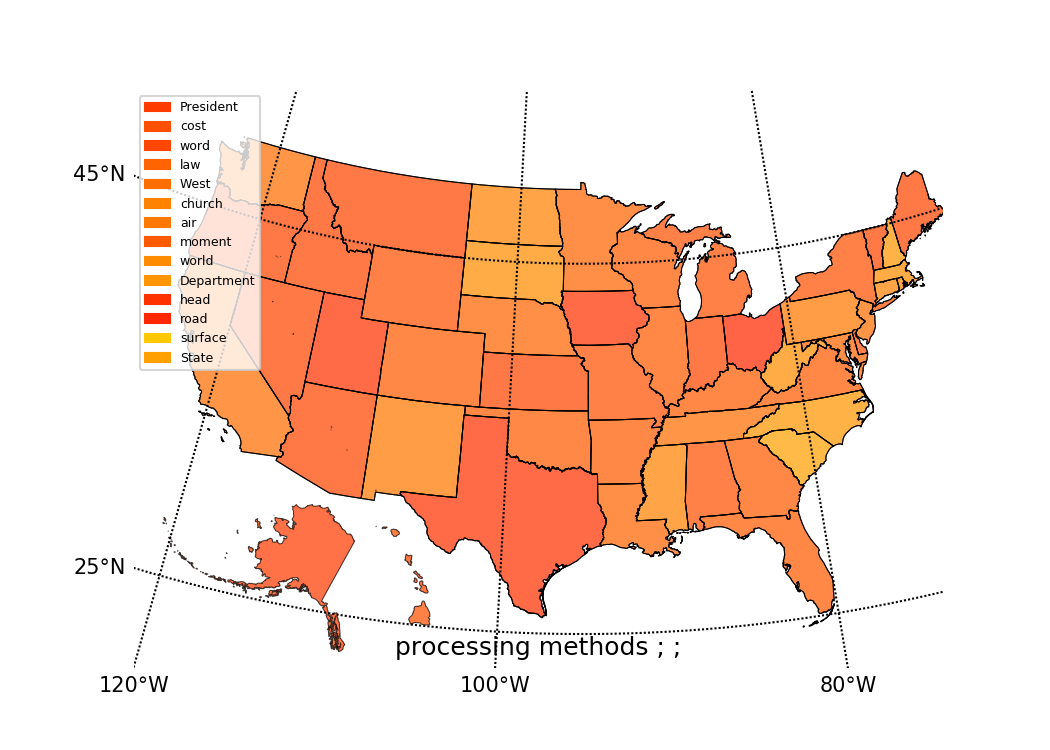 President
cost
word
law
West
church
air
moment
world
Department
head
road
surface
State
45°N
25°N
processing methods ; ;
120°W
100°W
80°W